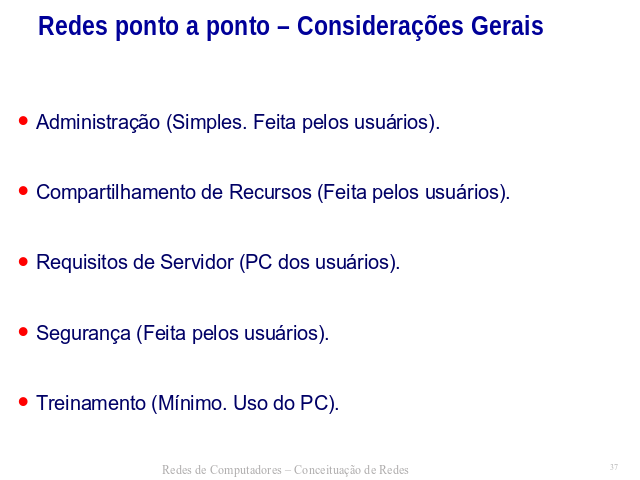 Redes ponto a ponto – Considerações Gerais
Administração (Simples. Feita pelos usuários).
Compartilhamento de Recursos (Feita pelos usuários).
Requisitos de Servidor (PC dos usuários).
Segurança (Feita pelos usuários).
Treinamento (Mínimo. Uso do PC).
Redes de Computadores – Conceituação de Redes
37